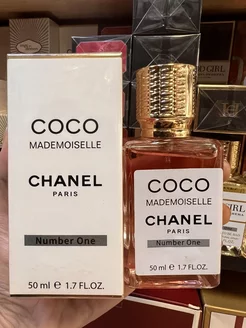 COCO
MADEMOISELLE
CHANEL
PARIS
Number One
50 ml ℮ 1.7 FL.OZ.
COCO
MADEMOISELLE
CHANEL
PARIS
Number One
50 ml ℮ 1.7 FL.OZ.
GIRL